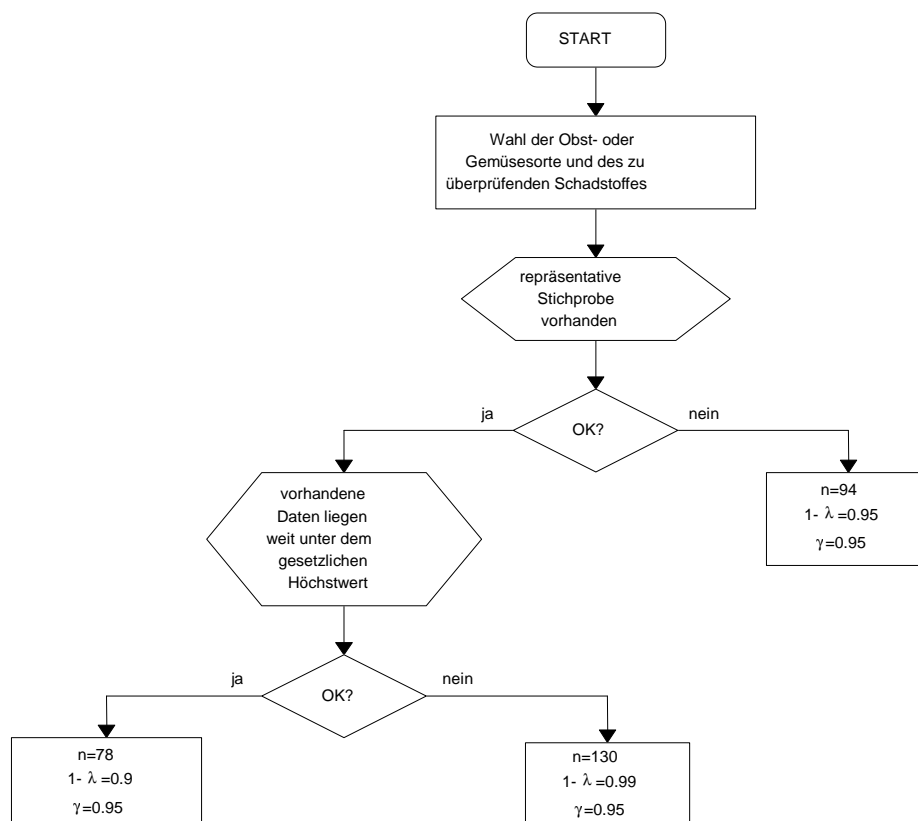 START
Wahl der Obst- oder
Gemüsesorte und des zu
überprüfenden Schadstoffes
repräsentative
Stichprobe
vorhanden
ja
OK?
nein
vorhandene
Daten liegen
weit unter dem
gesetzlichen
Höchstwert
n=94
1- λ =0.95
γ=0.95
ja
OK?
nein
n=78
1- λ =0.9
γ=0.95
n=130
1- λ =0.99
γ=0.95